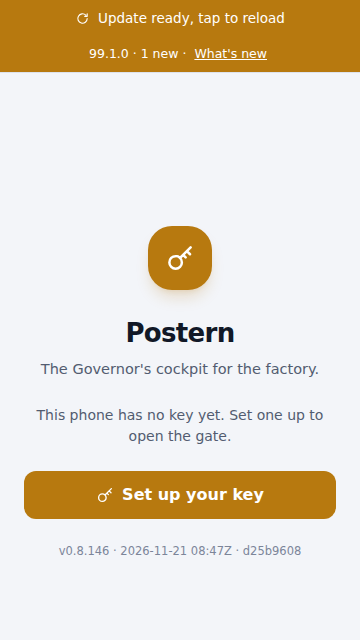 Update ready, tap to reload
99.1.0 · 1 new · What's new
Postern
The Governor's cockpit for the factory.
This phone has no key yet. Set one up to
open the gate.
Set up your key
v0.8.146 · 2026-11-21 08:47Z · d25b9608